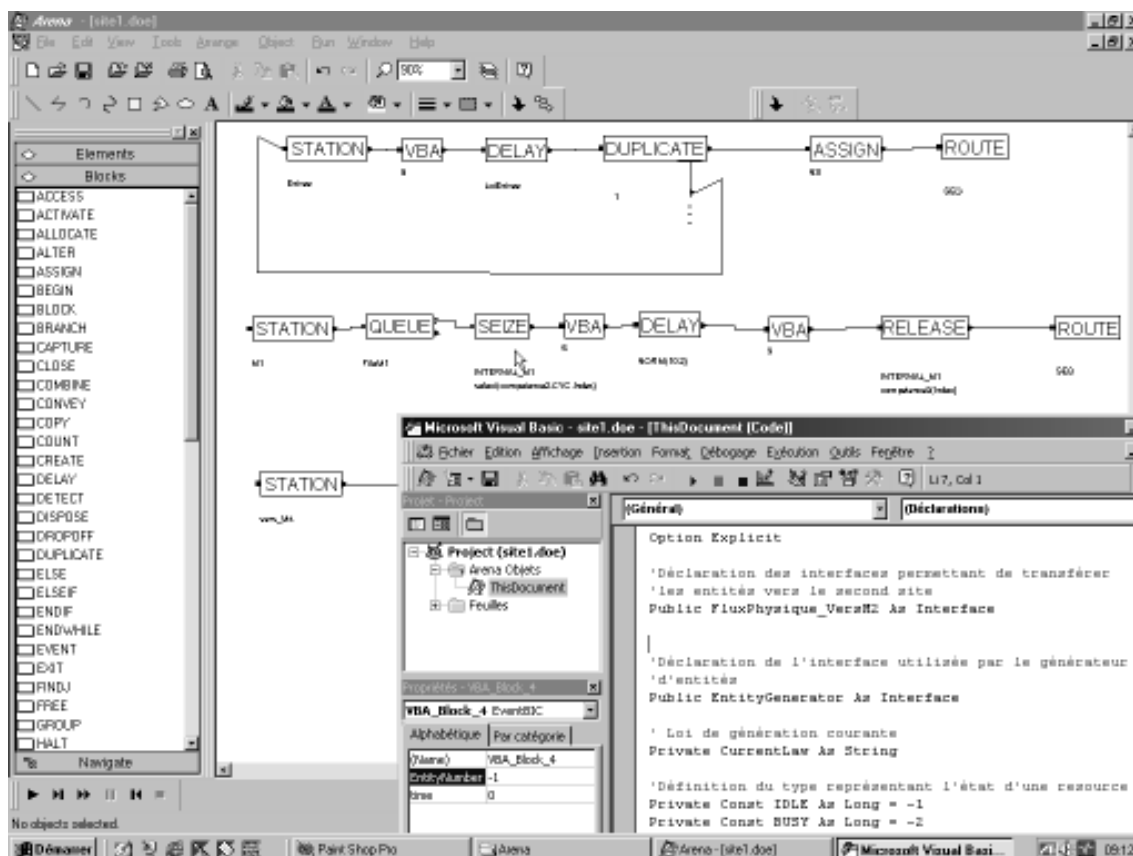 Arena - [site1.doe]
File Edit View Tools Arrange Object Run Window Help
90%
A A
Elements
Blocks
ACCESS
ACTIVATE
ALLOCATE
ALTER
ASSIGN
BEGIN
BLOCK
BRANCH
CAPTURE
CLOSE
COMBINE
CONVEY
COPY
COUNT
CREATE
DELAY
DETECT
DISPOSE
DROPOFF
DUPLICATE
ELSE
ELSEIF
ENDIF
ENDWHILE
EVENT
EXIT
FINDJ
FREE
GROUP
HALT
Navigate
No objects selected.
STATION VBA DELAY DUPLICATE ASSIGN ROUTE
1
STATION QUEUE SEIZE VBA DELAY VBA RELEASE ROUTE
M1
INTERNAL_M1
INTERNAL_M1
STATION
vers_M4
Microsoft Visual Basic - site1.doe - [ThisDocument (Code)]
Fichier Edition Affichage Insertion Format Débogage Exécution Outils Fenêtre ?
Li 7, Col 1
Projet - Project
Project (site1.doe)
Arena Objets
ThisDocument
Feuilles
Propriétés - VBA_Block_4
VBA_Block_4 EventBIC
Alphabétique Par catégorie
(Name) VBA_Block_4
EntityNumber -1
time 0
(Général) (Déclarations)
Option Explicit
'Déclaration des interfaces permettant de transférer
'les entités vers le second site
Public FluxPhysique_VersM2 As Interface
'Déclaration de l'interface utilisée par le générateur
'd'entités
Public EntityGenerator As Interface
' Loi de génération courante
Private CurrentLaw As String
'Définition du type représentant l'état d'une resource
Private Const IDLE As Long = -1
Private Const BUSY As Long = -2
Démarrer Paint Shop Pro Arena Arena - [site1.doe] Microsoft Visual Basi... 09:12